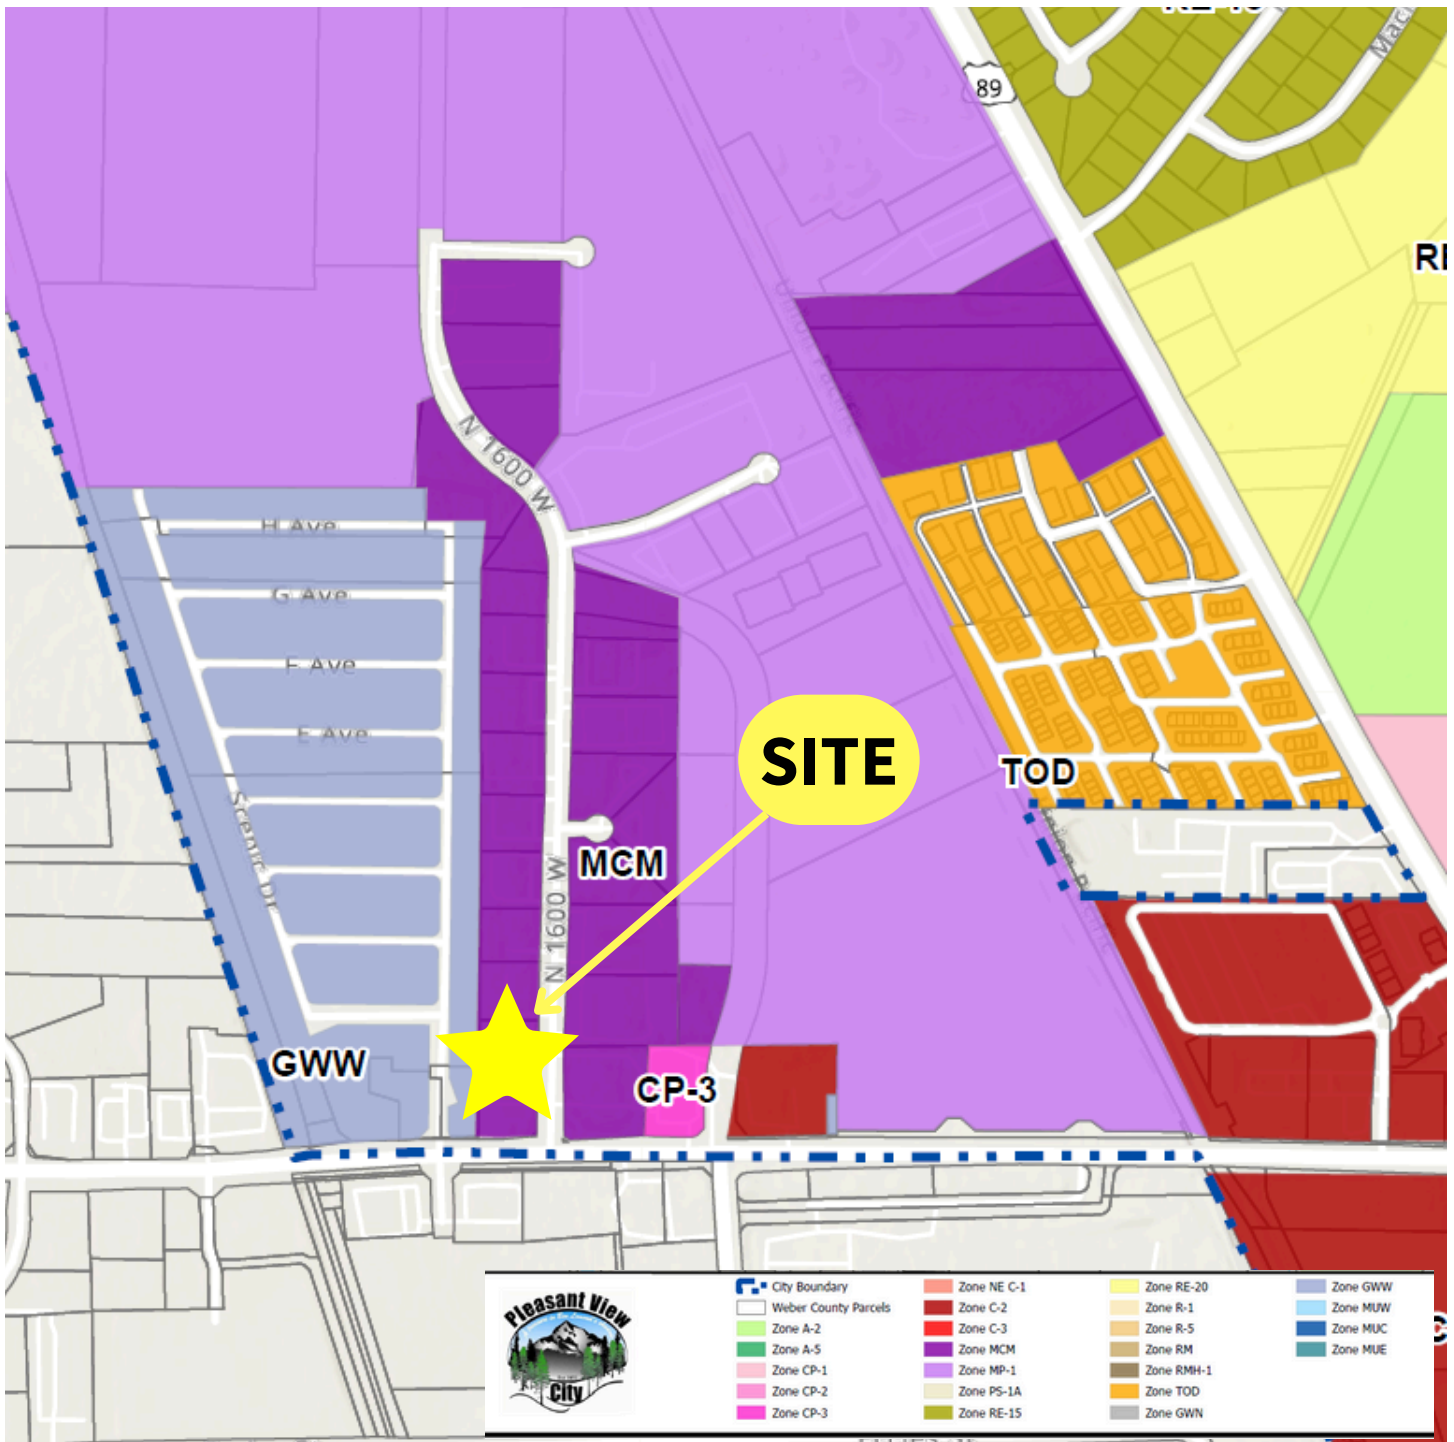 89
RE
Union Pacific
N 1600 W
H Ave
G Ave
F Ave
E Ave
Scenic Dr
SITE
TOD
MCM
N 1600 W
GWW
CP-3
Pleasant View
City
City Boundary
Weber County Parcels
Zone A-2
Zone A-5
Zone CP-1
Zone CP-2
Zone CP-3
Zone NE C-1
Zone C-2
Zone C-3
Zone MCM
Zone MP-1
Zone PS-1A
Zone RE-15
Zone RE-20
Zone R-1
Zone R-5
Zone RM
Zone RMH-1
Zone TOD
Zone GWN
Zone GWW
Zone MUW
Zone MUC
Zone MUE